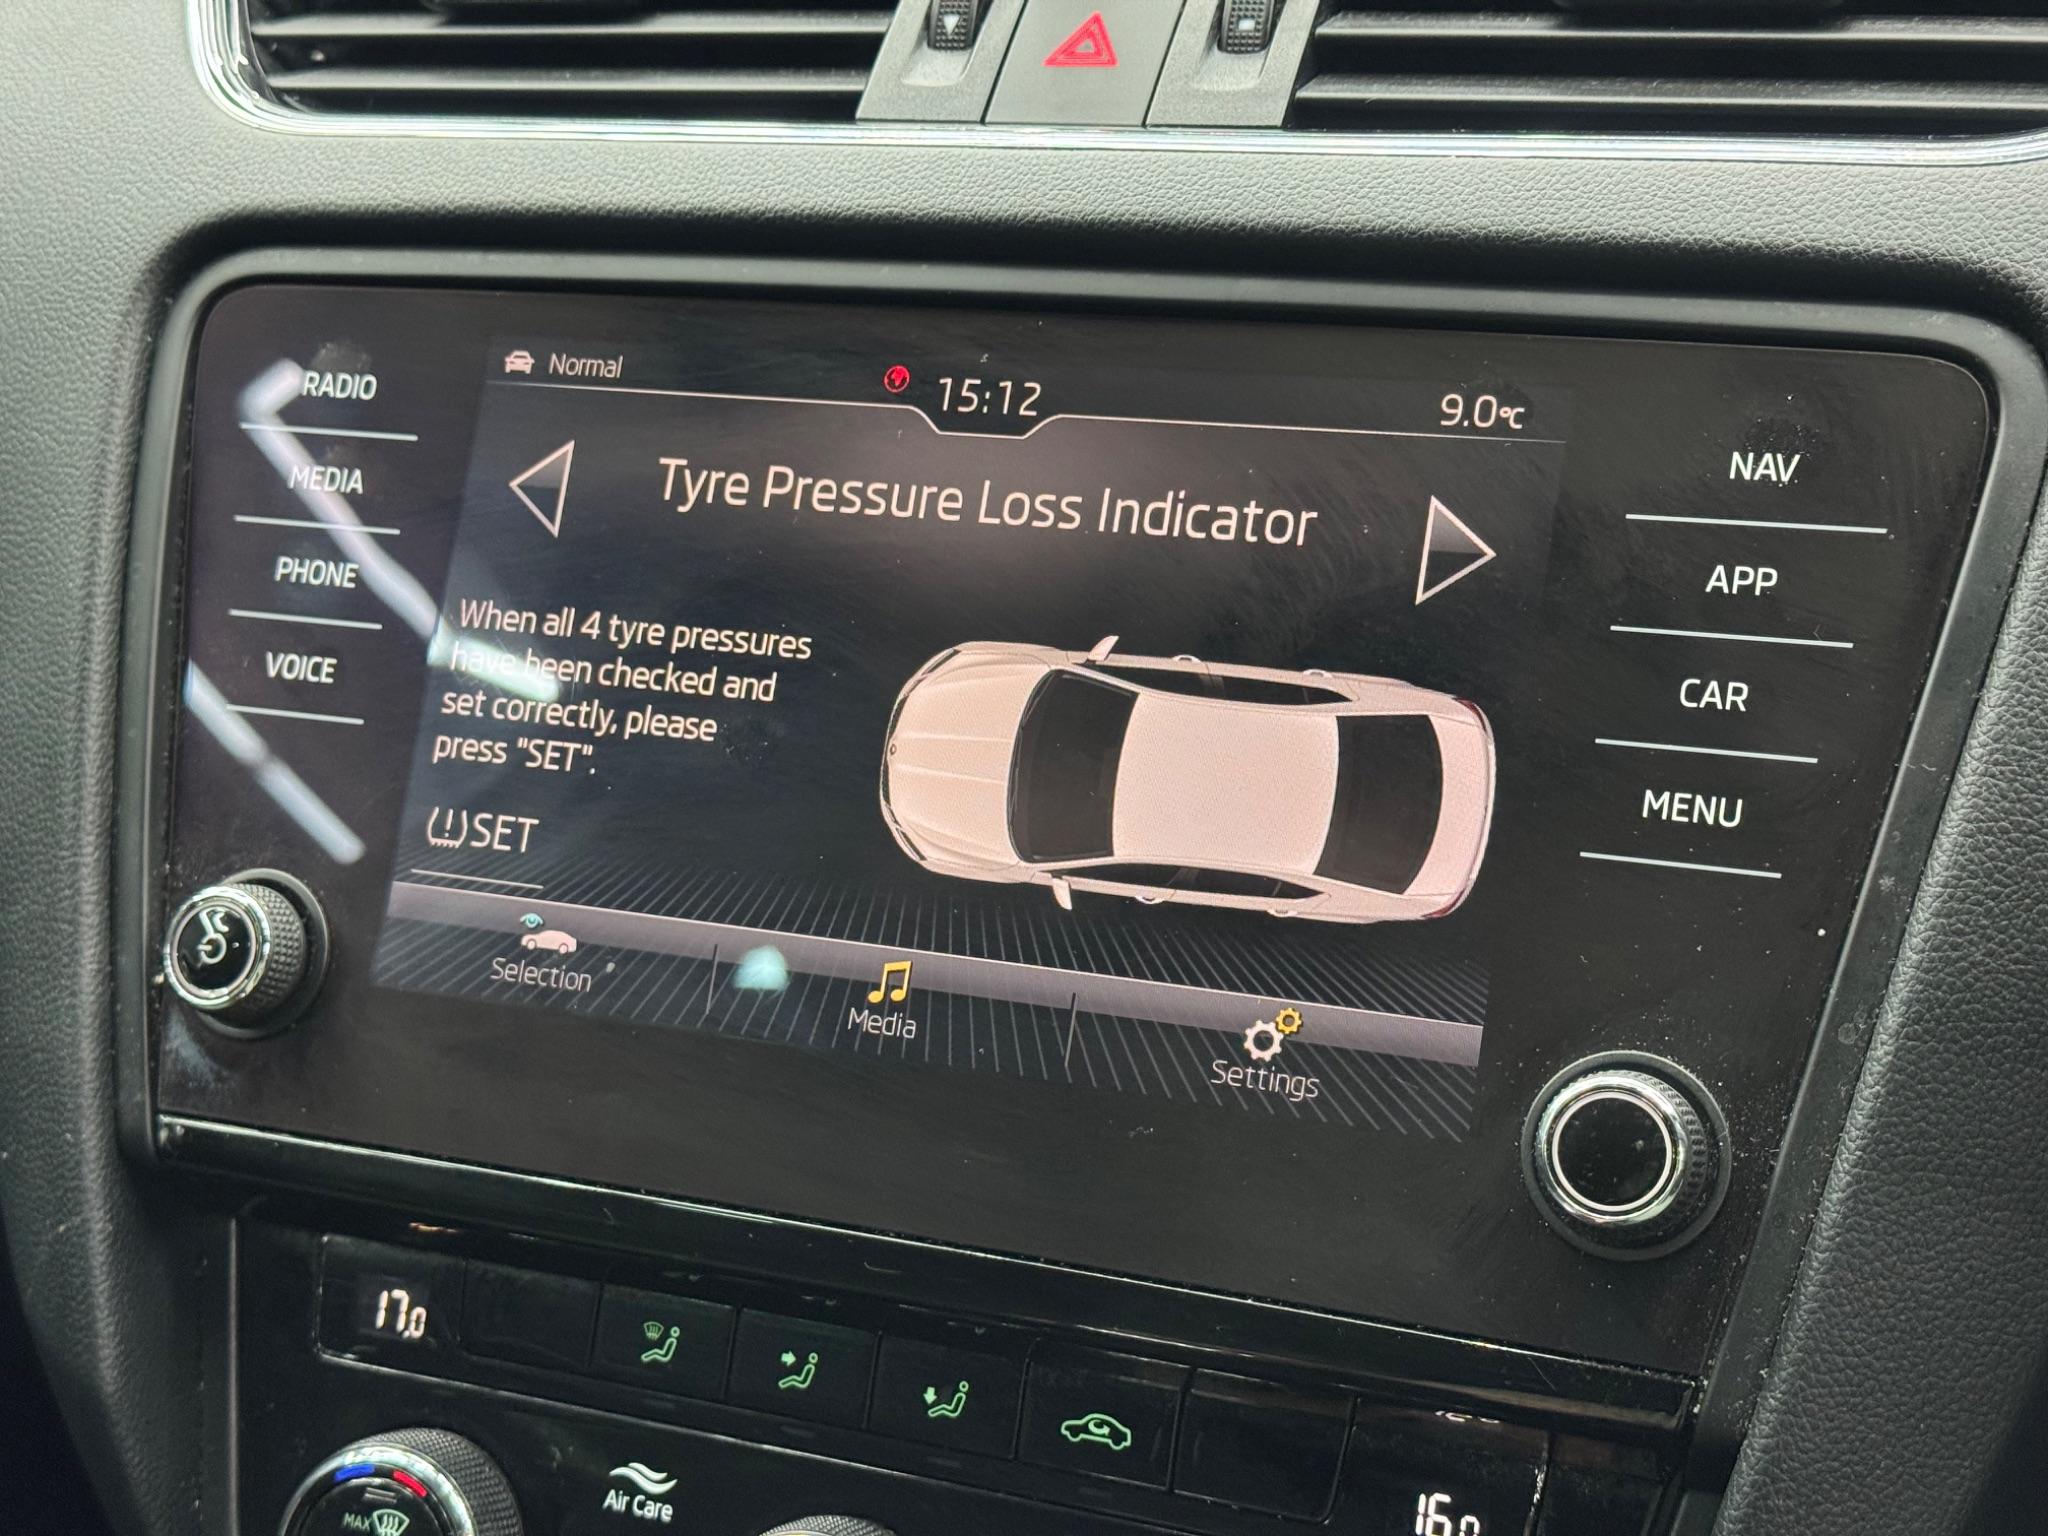 Normal
15:12
9.0°C
RADIO
MEDIA
PHONE
VOICE
Tyre Pressure Loss Indicator
When all 4 tyre pressures
have been checked and
set correctly, please
press "SET".
(!) SET
Selection
Media
Settings
NAV
APP
CAR
MENU
17.0
MAX
Air Care
16.0